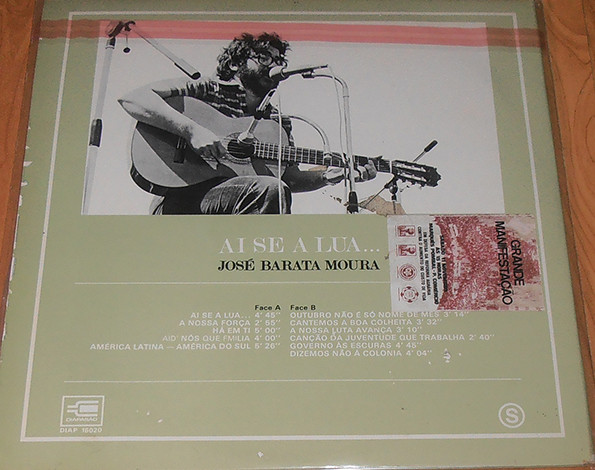 AI SE A LUA...
JOSÉ BARATA MOURA
Face A
AI SE A LUA... 4' 45"
A NOSSA FORÇA 2' 55"
HÁ EM TI 5' 00"
AID' NÓS QUE FMILIA 4' 00"
AMÉRICA LATINA — AMÉRICA DO SUL 5' 26"
Face B
OUTUBRO NÃO É SÓ NOME DE MES 3' 14"
CANTEMOS A BOA COLHEITA 3' 32"
A NOSSA LUTA AVANÇA 3' 10"
CANÇÃO DA JUVENTUDE QUE TRABALHA 2' 40"
GOVERNO ÀS ESCURAS 4' 45"
DIZEMOS NÃO À COLONIA 4' 04"
GRANDE
MANIFESTAÇÃO
DIAPASÃO
DIAP 16020
S